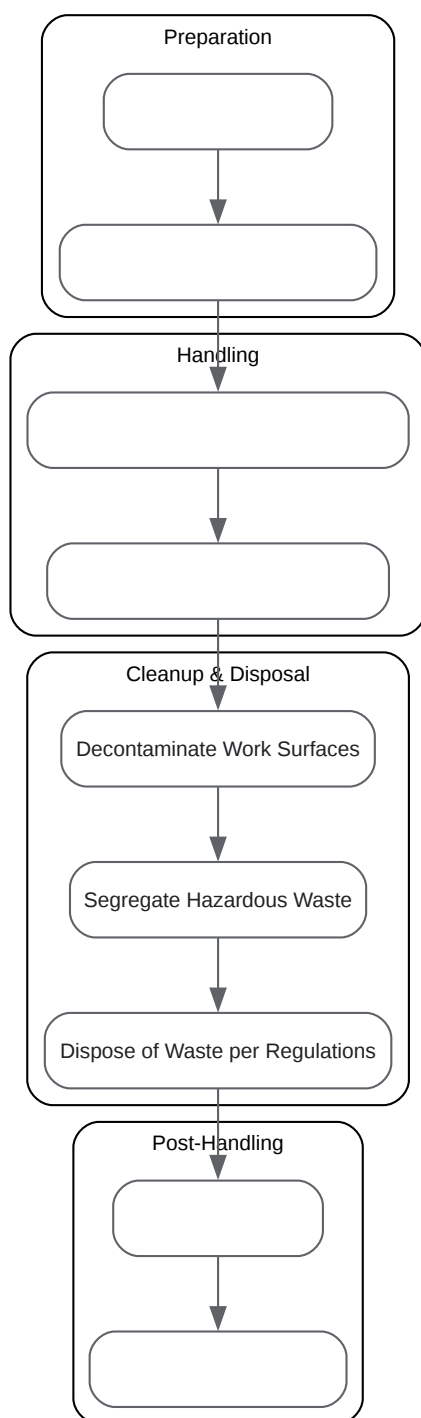 Preparation
Handling
Cleanup & Disposal
Decontaminate Work Surfaces
Segregate Hazardous Waste
Dispose of Waste per Regulations
Post-Handling